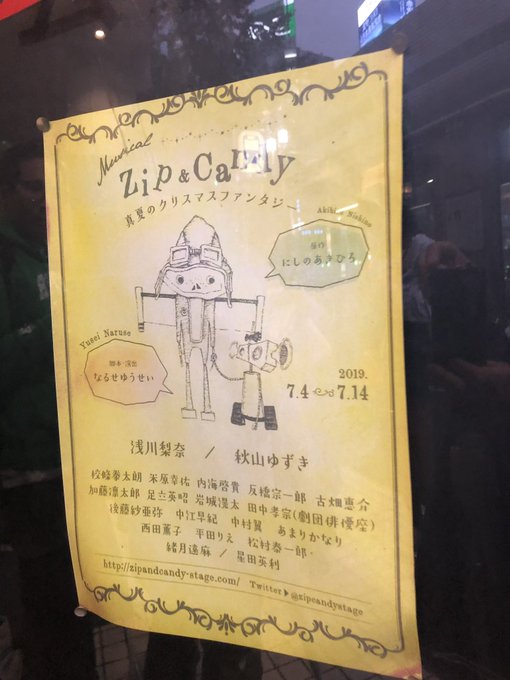 Musical
Zip & Candy
真夏のクリスマスファンタジー
Akihiro Nishino
原作
にしのあきひろ
Yusei Naruse
脚本・演出
なるせゆうせい
2019.
7.4 7.14
浅川梨奈 / 秋山ゆずき
校條拳太朗 米原幸佑 内海啓貴 反橋宗一郎 古畑恵介
加藤凛太郎 足立英昭 岩城滉太 田中孝宗(劇団俳優座)
後藤紗亜弥 中江早紀 中村翼 あまりかなり
西田薫子 平田りえ 松村泰一郎
緒月遠麻 / 星田英利
http://zipandcandy-stage.com/ Twitter▶@zipcandystage